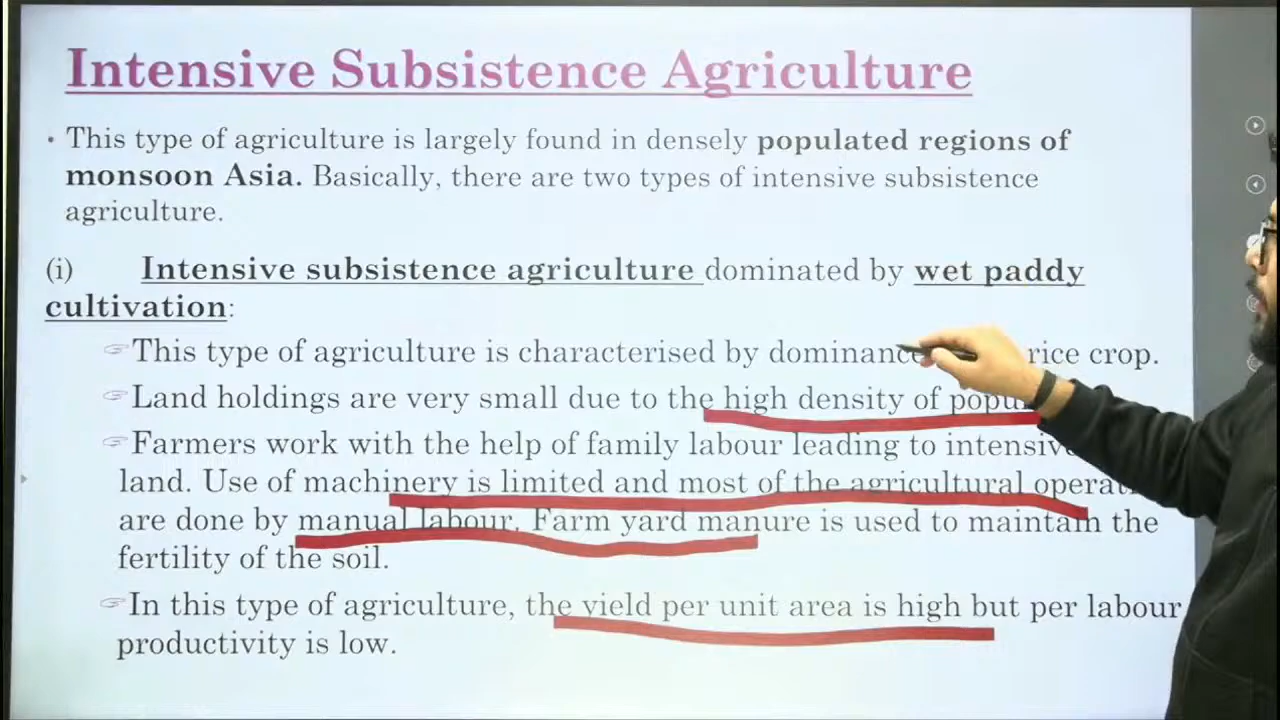 Intensive Subsistence Agriculture
• This type of agriculture is largely found in densely populated regions of
monsoon Asia. Basically, there are two types of intensive subsistence
agriculture.
(i) Intensive subsistence agriculture dominated by wet paddy
cultivation:
☞This type of agriculture is characterised by dominance rice crop.
☞Land holdings are very small due to the high density of
☞Farmers work with the help of family labour leading to
land. Use of machinery is limited and most of the agricultural
are done by manual labour. Farm yard manure is used to maintain the
fertility of the soil.
☞In this type of agriculture, the yield per unit area is high but per labour
productivity is low.